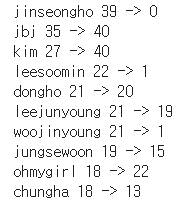 jinseongho 39 -> 0
jbj 35 -> 40
kim 27 -> 40
leesoomin 22 -> 1
dongho 21 -> 20
leejunyoung 21 -> 19
woojinyoung 21 -> 1
jungsewoon 19 -> 15
ohmygirl 18 -> 22
chungha 18 -> 13